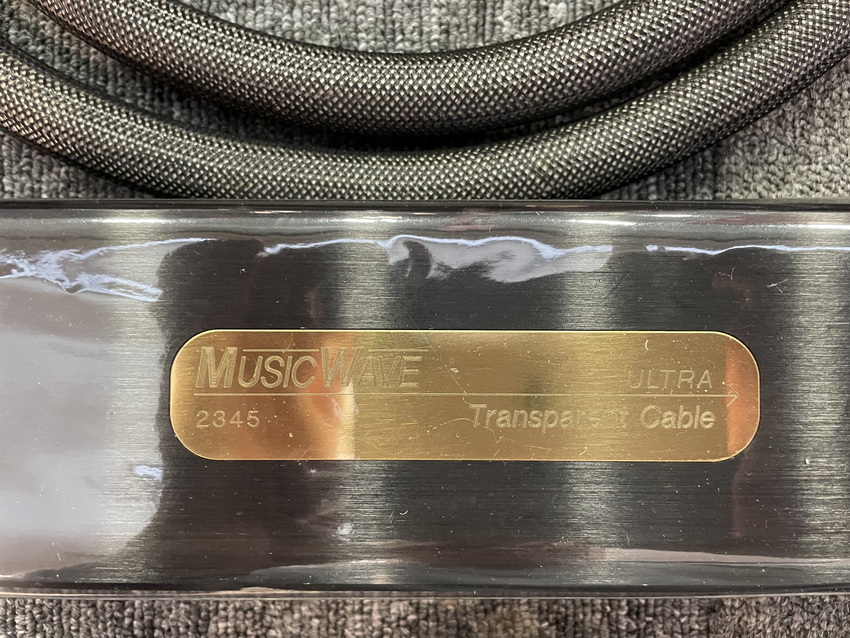 MUSICWAVE
ULTRA
2345
Transparent Cable